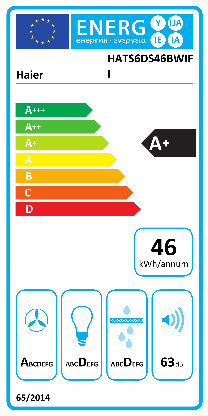 ENERG Y IJA
енергия · ενεργεια IE IA
HATS6DS46BWIF
Haier I
A+++
A++
A+
A
B
C
D
A+
46
kWh/annum
ABCDEFG
ABCDEFG
ABCDEFG
63dB
65/2014